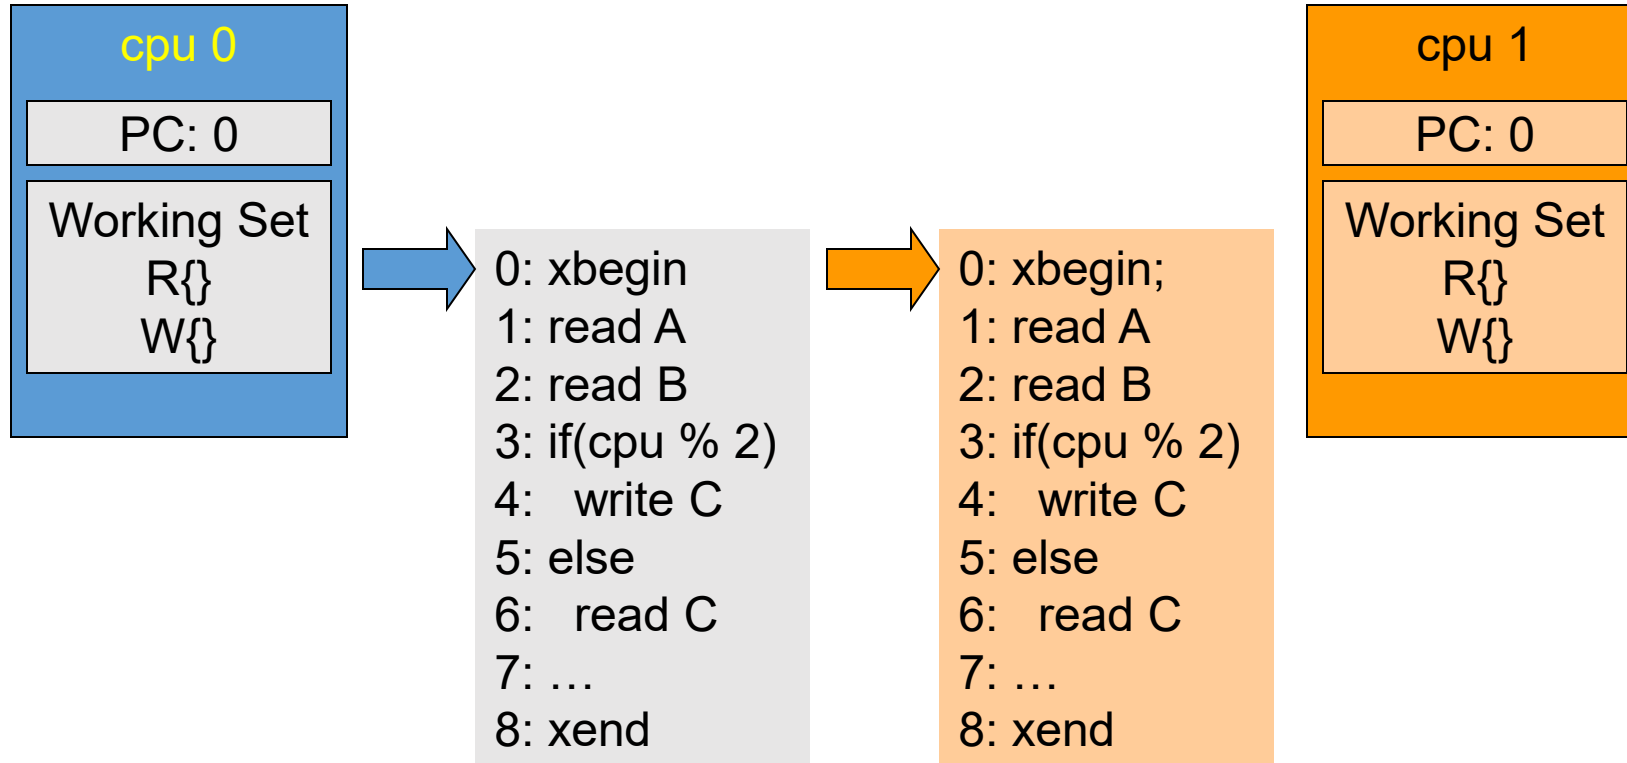 cpu 0
PC: 0
Working Set
R{}
W{}
0: xbegin
1: read A
2: read B
3: if(cpu % 2)
4: write C
5: else
6: read C
7: …
8: xend
0: xbegin;
1: read A
2: read B
3: if(cpu % 2)
4: write C
5: else
6: read C
7: …
8: xend
cpu 1
PC: 0
Working Set
R{}
W{}